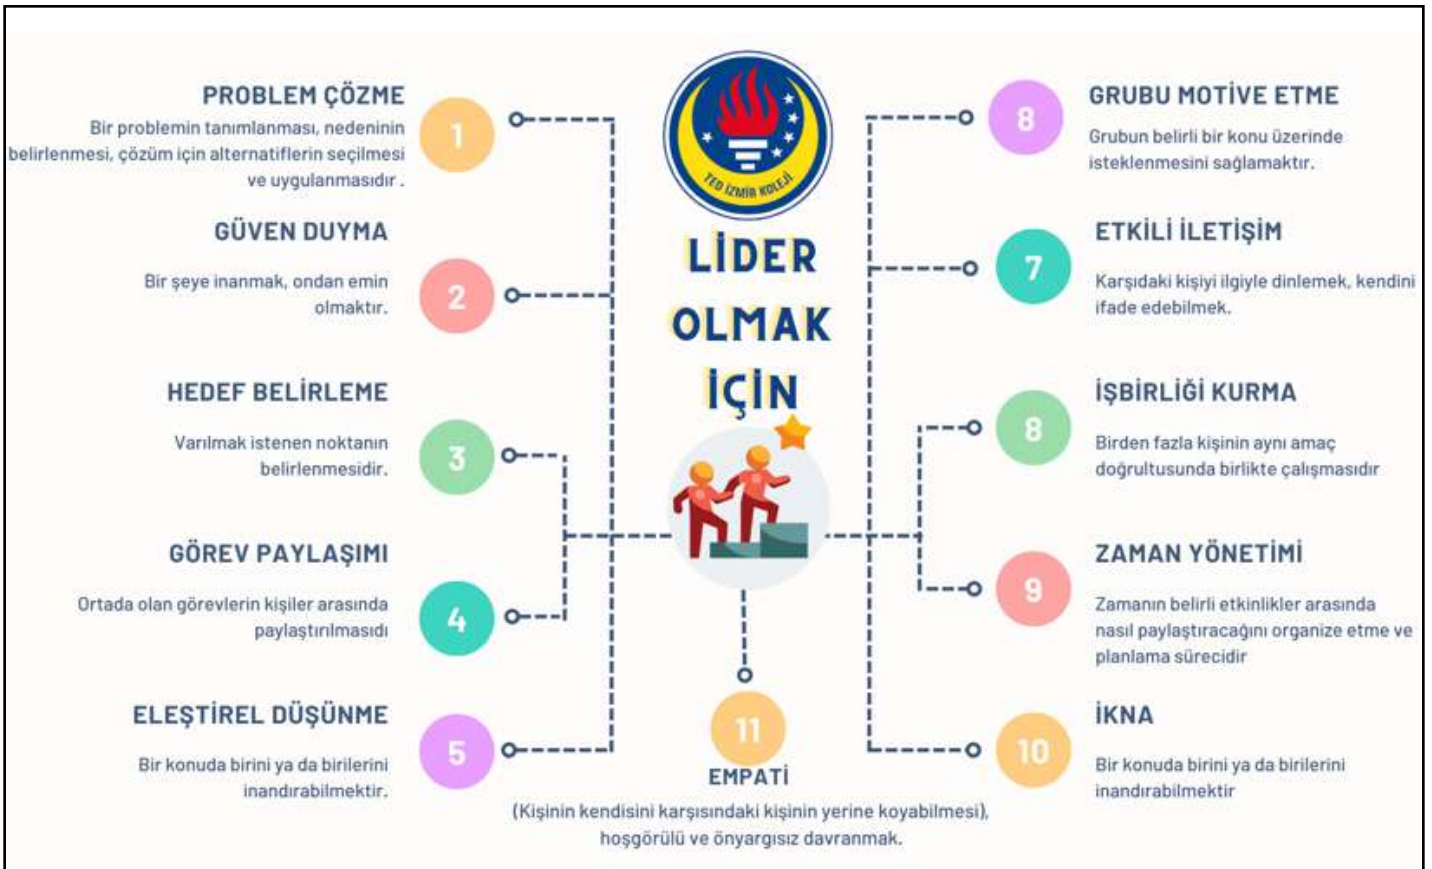 TED İZMİR KOLEJİ
LİDER
OLMAK
İÇİN
1
PROBLEM ÇÖZME
Bir problemin tanımlanması, nedeninin
belirlenmesi, çözüm için alternatiflerin seçilmesi
ve uygulanmasıdır .
2
GÜVEN DUYMA
Bir şeye inanmak, ondan emin
olmaktır.
3
HEDEF BELİRLEME
Varılmak istenen noktanın
belirlenmesidir.
4
GÖREV PAYLAŞIMI
Ortada olan görevlerin kişiler arasında
paylaştırılmasıdı
5
ELEŞTİREL DÜŞÜNME
Bir konuda birini ya da birilerini
inandırabilmektir.
8
GRUBU MOTİVE ETME
Grubun belirli bir konu üzerinde
isteklenmesini sağlamaktır.
7
ETKİLİ İLETİŞİM
Karşıdaki kişiyi ilgiyle dinlemek, kendini
ifade edebilmek.
8
İŞBİRLİĞİ KURMA
Birden fazla kişinin aynı amaç
doğrultusunda birlikte çalışmasıdır
9
ZAMAN YÖNETİMİ
Zamanın belirli etkinlikler arasında
nasıl paylaştıracağını organize etme ve
planlama sürecidir
10
İKNA
Bir konuda birini ya da birilerini
inandırabilmektir
11
EMPATİ
(Kişinin kendisini karşısındaki kişinin yerine koyabilmesi),
hoşgörülü ve önyargısız davranmak.